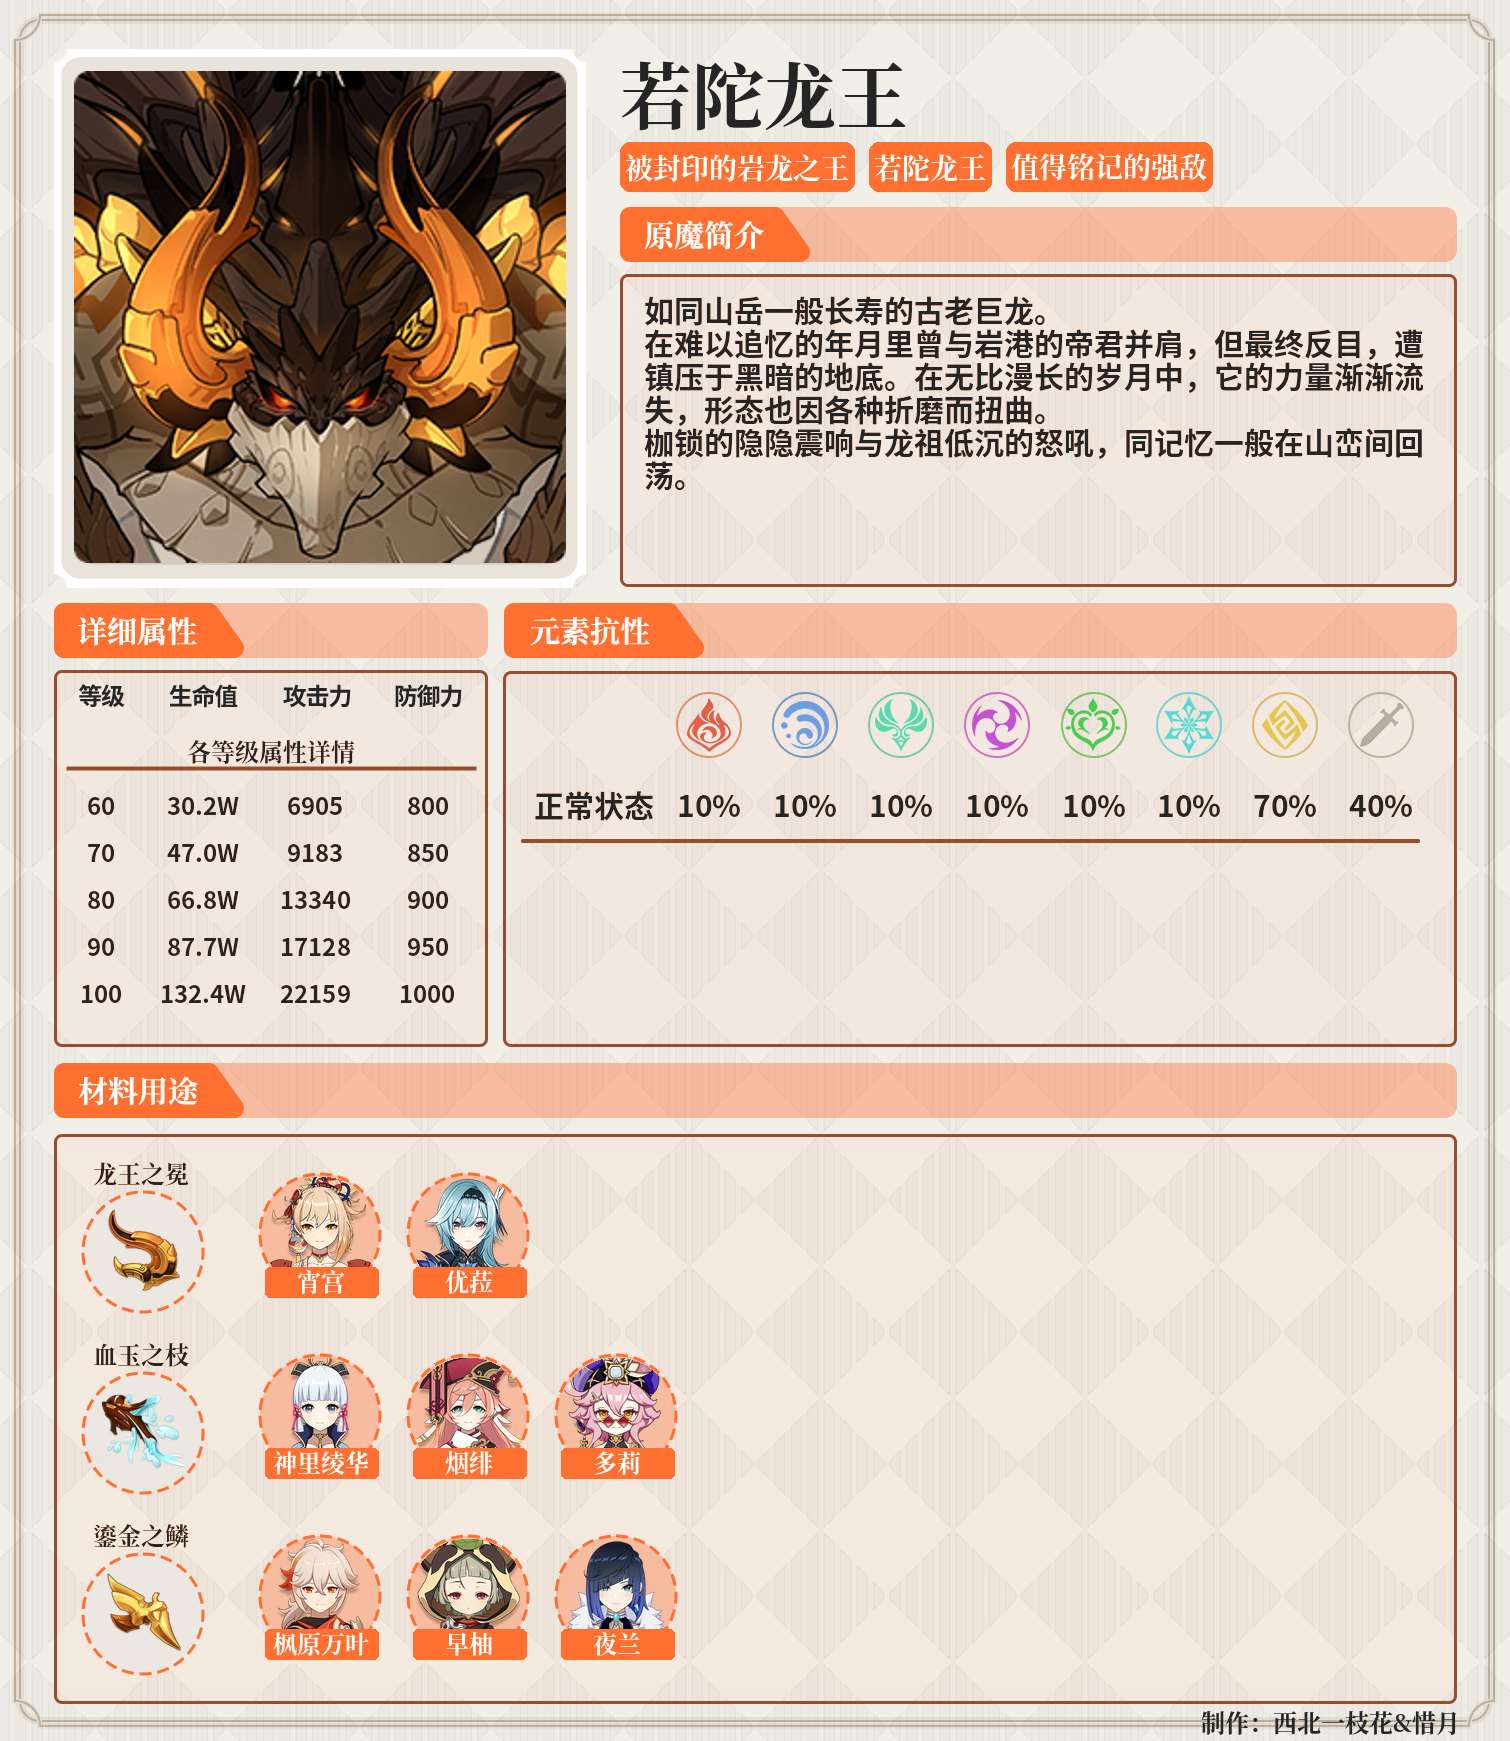 若陀龙王
被封印的岩龙之王 若陀龙王 值得铭记的强敌
原魔简介
如同山岳一般长寿的古老巨龙。
在难以追忆的年月里曾与岩港的帝君并肩，但最终反目，遭
镇压于黑暗的地底。在无比漫长的岁月中，它的力量渐渐流
失，形态也因各种折磨而扭曲。
枷锁的隐隐震响与龙祖低沉的怒吼，同记忆一般在山峦间回
荡。
详细属性
等级 生命值 攻击力 防御力
各等级属性详情
60 30.2W 6905 800
70 47.0W 9183 850
80 66.8W 13340 900
90 87.7W 17128 950
100 132.4W 22159 1000
元素抗性
正常状态 10% 10% 10% 10% 10% 10% 70% 40%
材料用途
龙王之冕
宵宫 优菈
血玉之枝
神里绫华 烟绯 多莉
鎏金之鳞
枫原万叶 早柚 夜兰
制作：西北一枝花&惜月